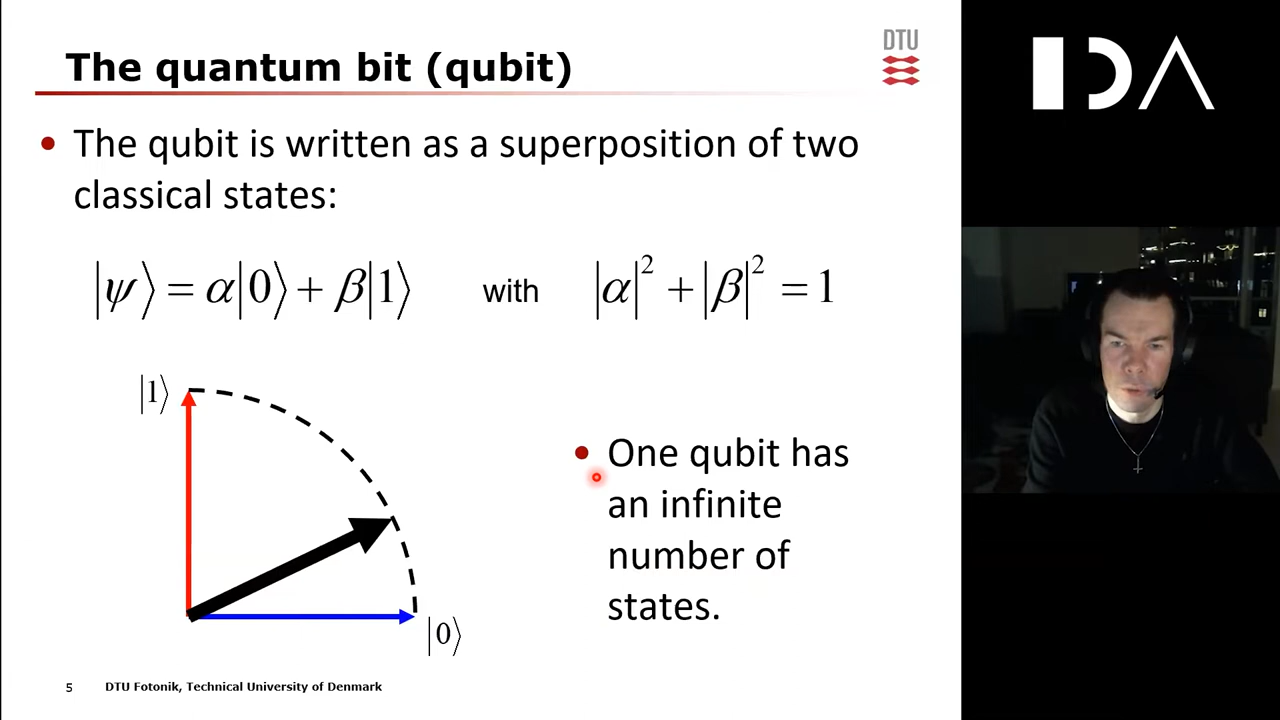 The quantum bit (qubit)
DTU
IDA
• The qubit is written as a superposition of two
classical states:
|ψ⟩ = α|0⟩ + β|1⟩ with |α|² + |β|² = 1
|1⟩
• One qubit has
an infinite
number of
states.
|0⟩
5 DTU Fotonik, Technical University of Denmark